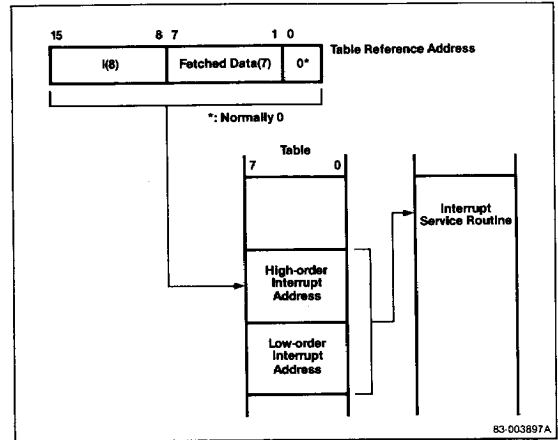 15 8 7 1 0
Table Reference Address
I(8) Fetched Data(7) 0*
*: Normally 0
Table
7 0
Interrupt
Service Routine
High-order
Interrupt
Address
Low-order
Interrupt
Address
83-003897A